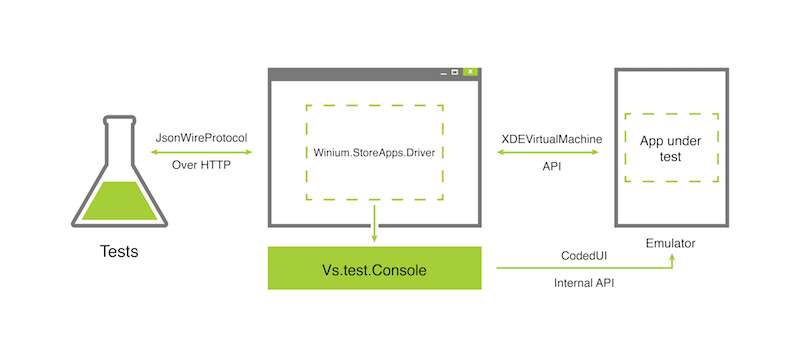 JsonWireProtocol
Over HTTP
Tests
Winium.StoreApps.Driver
Vs.test.Console
XDEVirtualMachine
API
App under
test
Emulator
CodedUI
Internal API